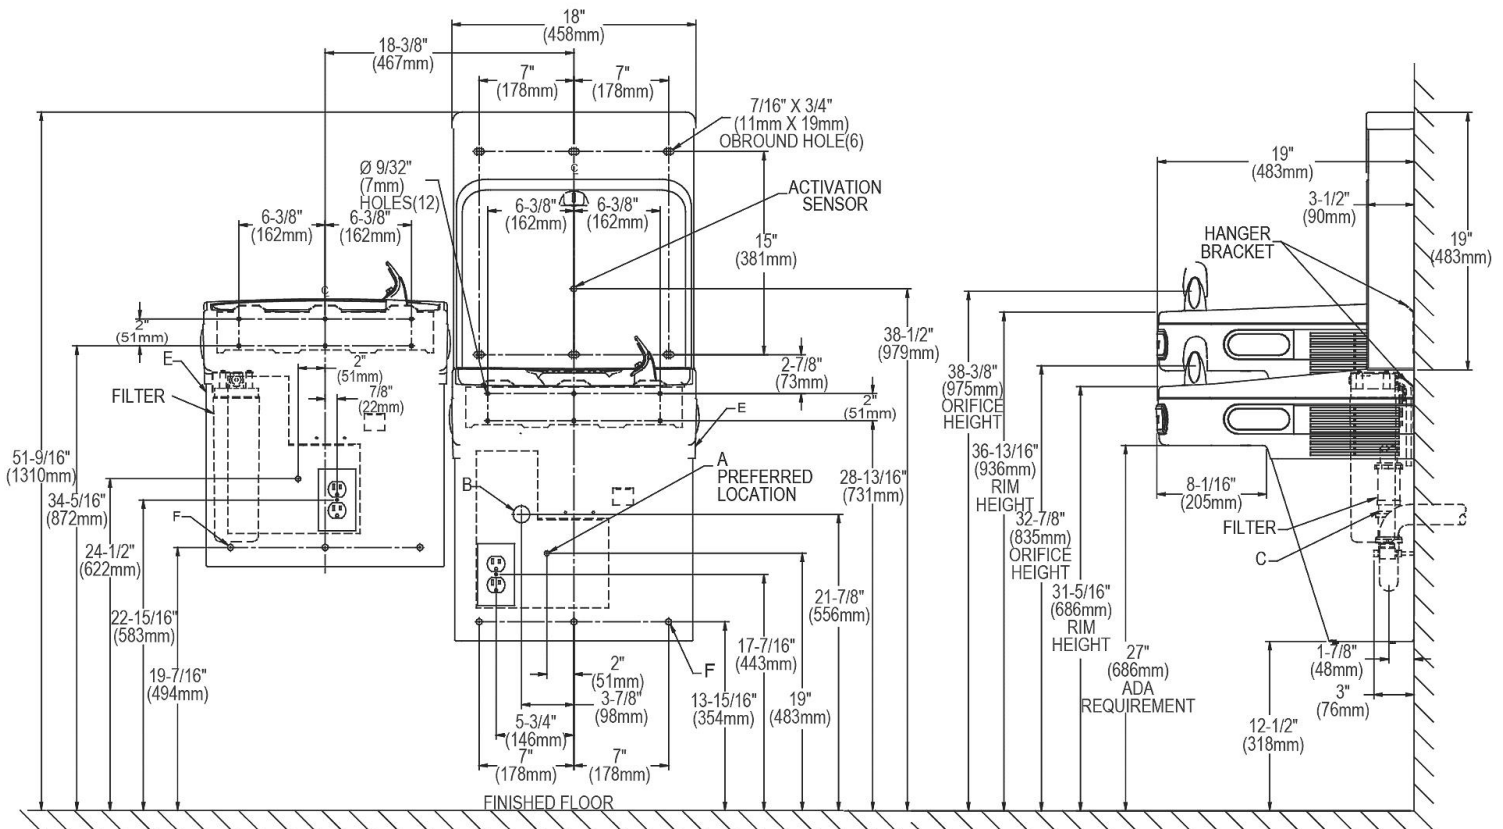 18"
(458mm)
18-3/8"
(467mm)
7"
(178mm)
7"
(178mm)
7/16" X 3/4"
(11mm X 19mm)
OBROUND HOLE(6)
Ø 9/32"
(7mm)
HOLES(12)
ACTIVATION
SENSOR
6-3/8"
(162mm)
6-3/8"
(162mm)
6-3/8"
(162mm)
6-3/8"
(162mm)
15"
(381mm)
2"
(51mm)
E
FILTER
2"
(51mm)
7/8"
(22mm)
2-7/8"
(73mm)
2"
(51mm)
E
38-1/2"
(979mm)
51-9/16"
(1310mm)
34-5/16"
(872mm)
F
24-1/2"
(622mm)
22-15/16"
(583mm)
19-7/16"
(494mm)
A
PREFERRED
LOCATION
B
28-13/16"
(731mm)
21-7/8"
(556mm)
17-7/16"
(443mm)
F
2"
(51mm)
3-7/8"
(98mm)
5-3/4"
(146mm)
13-15/16"
(354mm)
19"
(483mm)
7"
(178mm)
7"
(178mm)
FINISHED FLOOR
19"
(483mm)
3-1/2"
(90mm)
HANGER
BRACKET
19"
(483mm)
38-3/8"
(975mm)
ORIFICE
HEIGHT
36-13/16"
(936mm)
RIM
HEIGHT
32-7/8"
(835mm)
ORIFICE
HEIGHT
31-5/16"
(686mm)
RIM
HEIGHT
8-1/16"
(205mm)
FILTER
C
27"
(686mm)
ADA
REQUIREMENT
1-7/8"
(48mm)
3"
(76mm)
12-1/2"
(318mm)